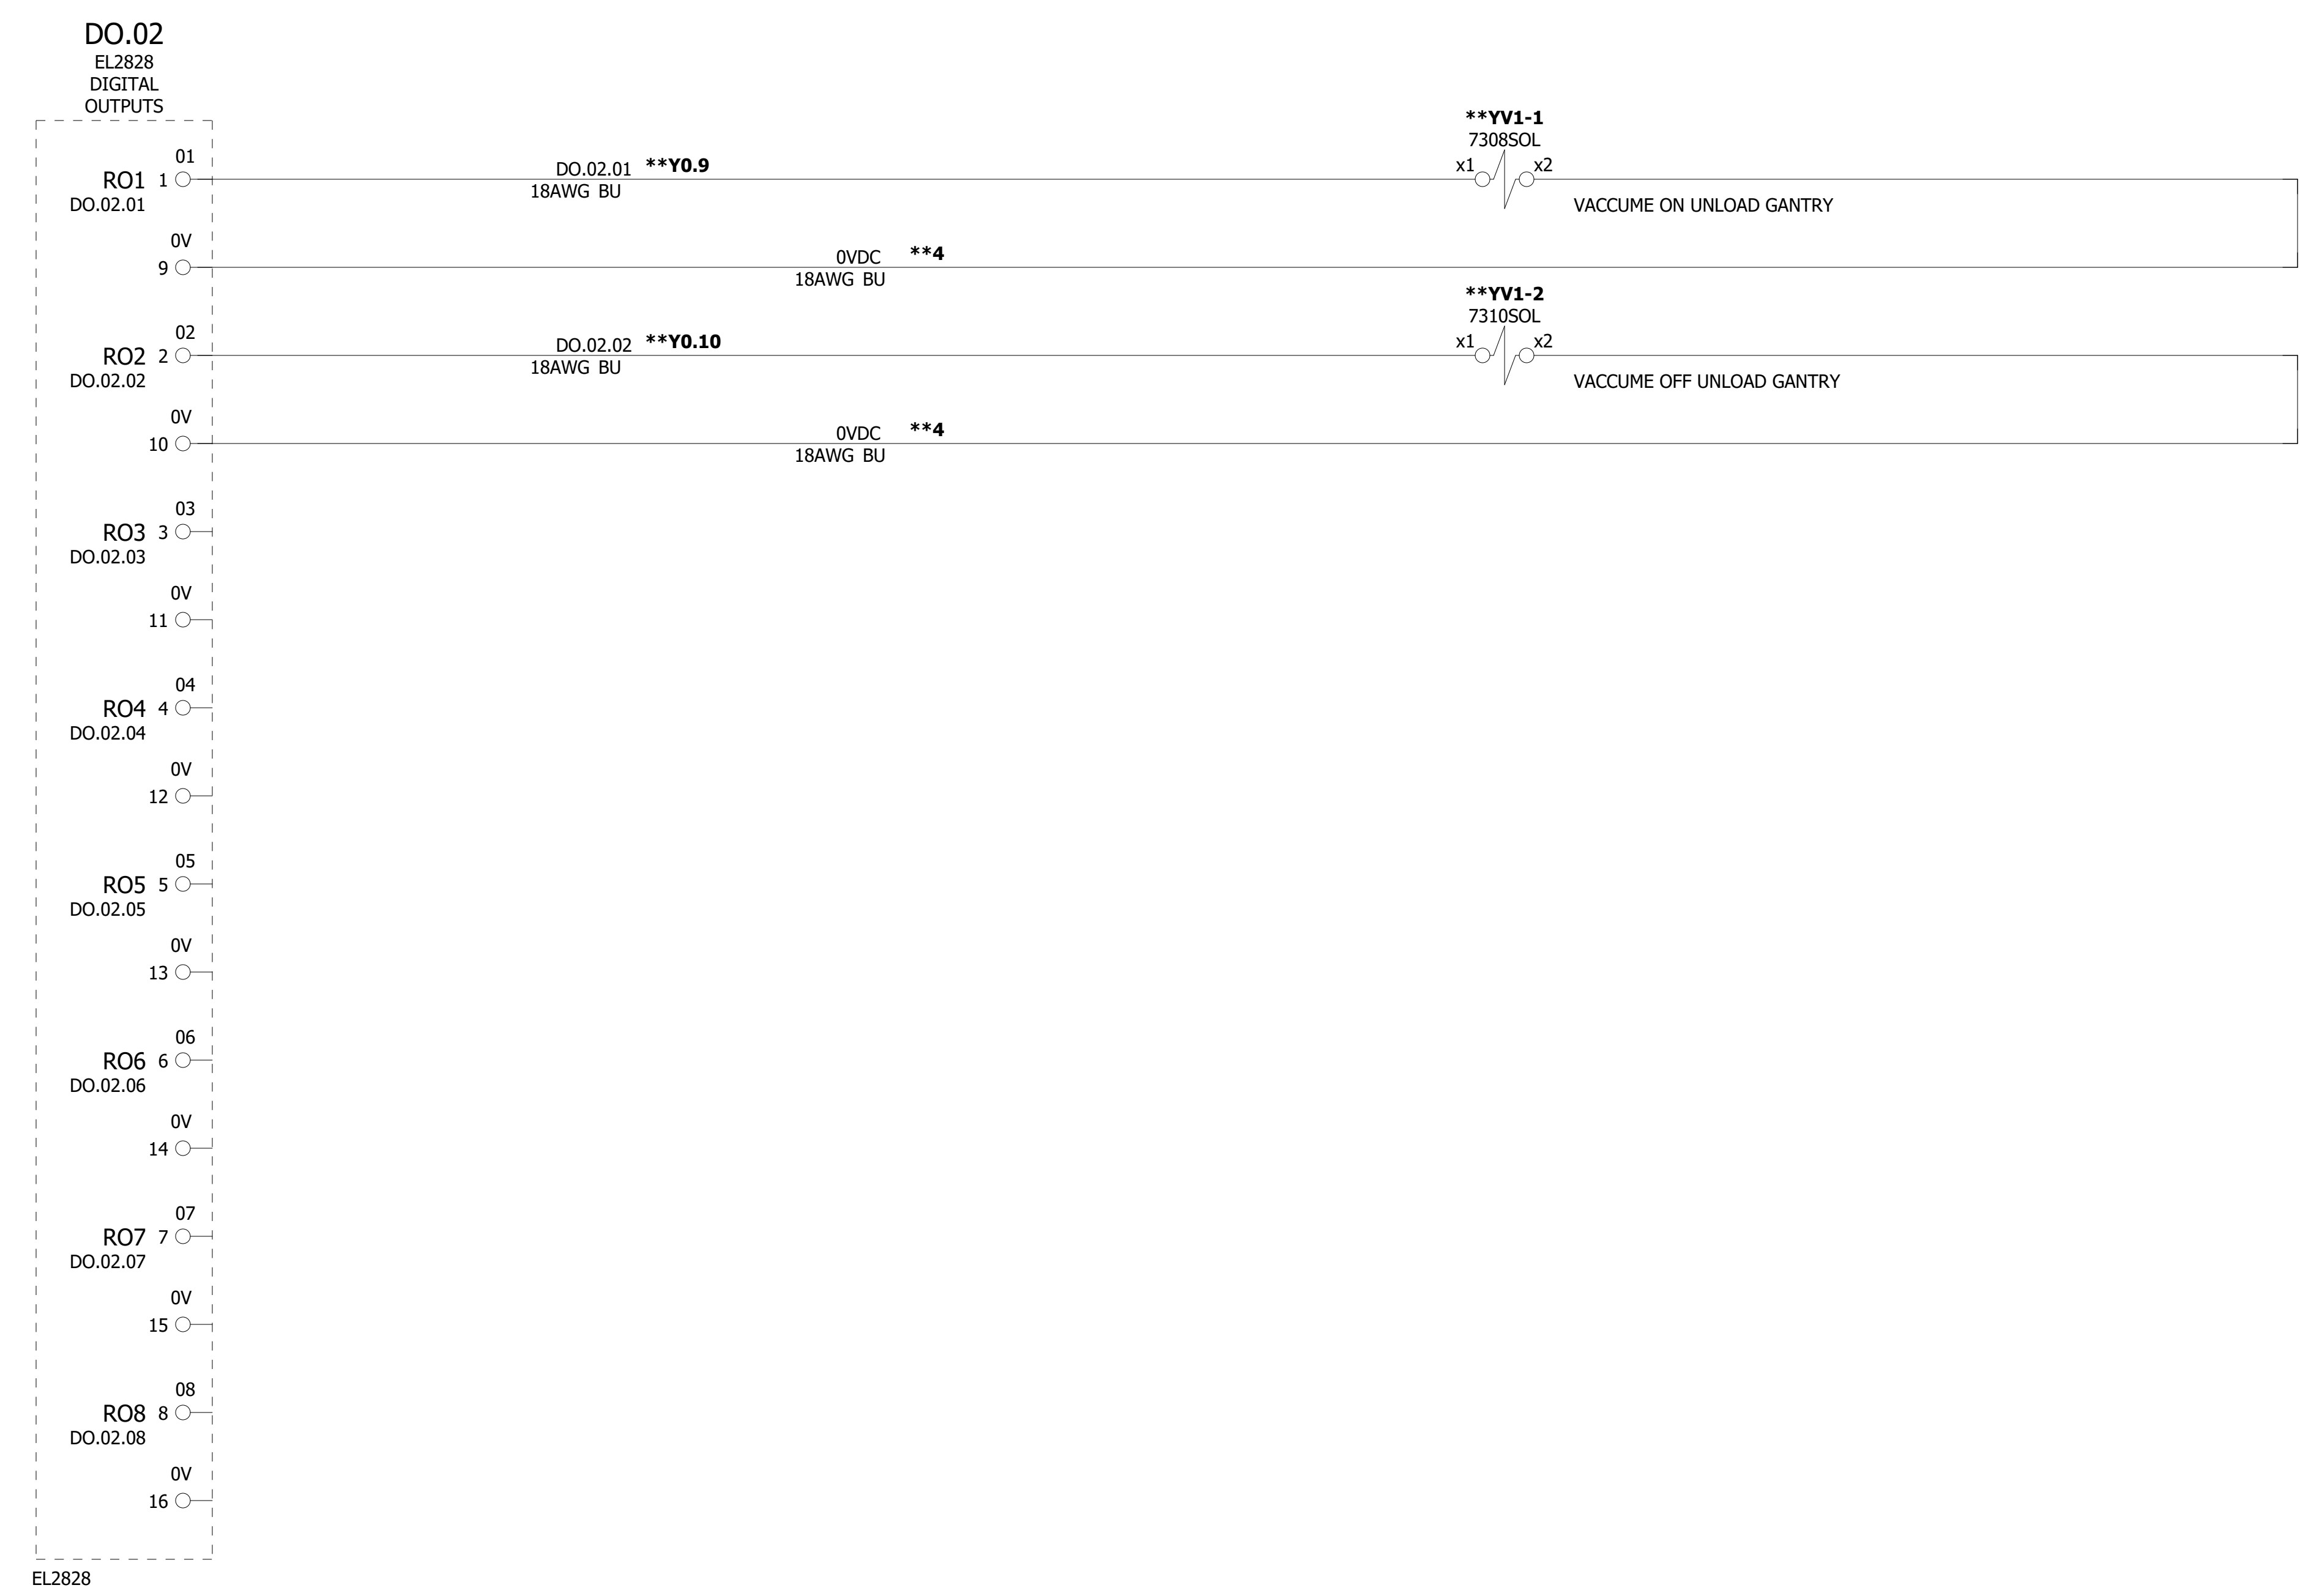 DO.02
EL2828
DIGITAL
OUTPUTS
01
RO1 1
DO.02.01
DO.02.01 **Y0.9
18AWG BU
**YV1-1
7308SOL
x1 x2
VACCUME ON UNLOAD GANTRY
0V
9
0VDC **4
18AWG BU
02
RO2 2
DO.02.02
DO.02.02 **Y0.10
18AWG BU
**YV1-2
7310SOL
x1 x2
VACCUME OFF UNLOAD GANTRY
0V
10
0VDC **4
18AWG BU
03
RO3 3
DO.02.03
0V
11
04
RO4 4
DO.02.04
0V
12
05
RO5 5
DO.02.05
0V
13
06
RO6 6
DO.02.06
0V
14
07
RO7 7
DO.02.07
0V
15
08
RO8 8
DO.02.08
0V
16
EL2828